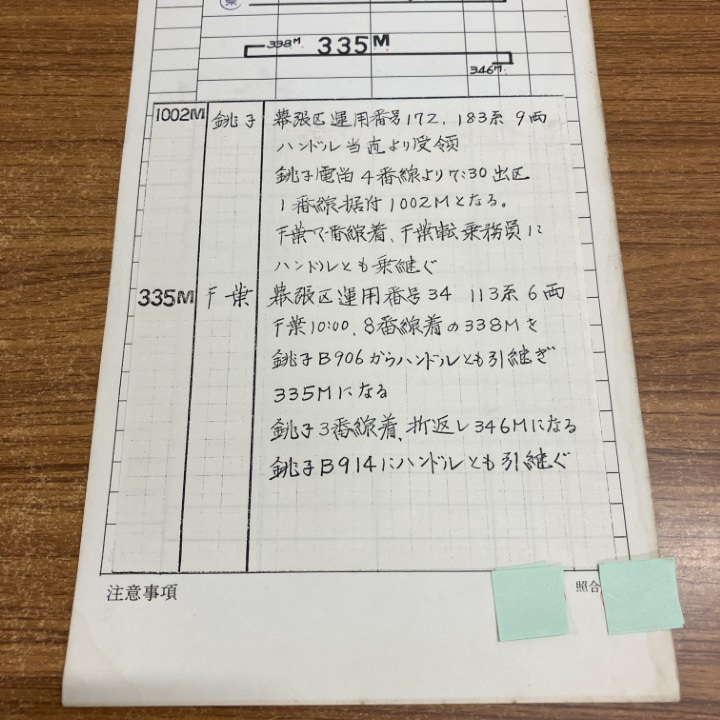 338M 335M
346M
1002M 銚子 幕張区運用番号172.183系 9両
ハンドル当直より受領
銚子電留4番線より7:30出区
1番線据付1002Mとなる。
千葉 番線着、千葉転乗務員に
ハンドルとも乗継ぐ
335M 千葉 幕張区運用番号34 113系 6両
千葉10:00.8番線着の338Mを
銚子B906からハンドルとも引継ぎ
335Mになる
銚子3番線着、折返し346Mになる
銚子B914にハンドルとも引継ぐ
注意事項
照合